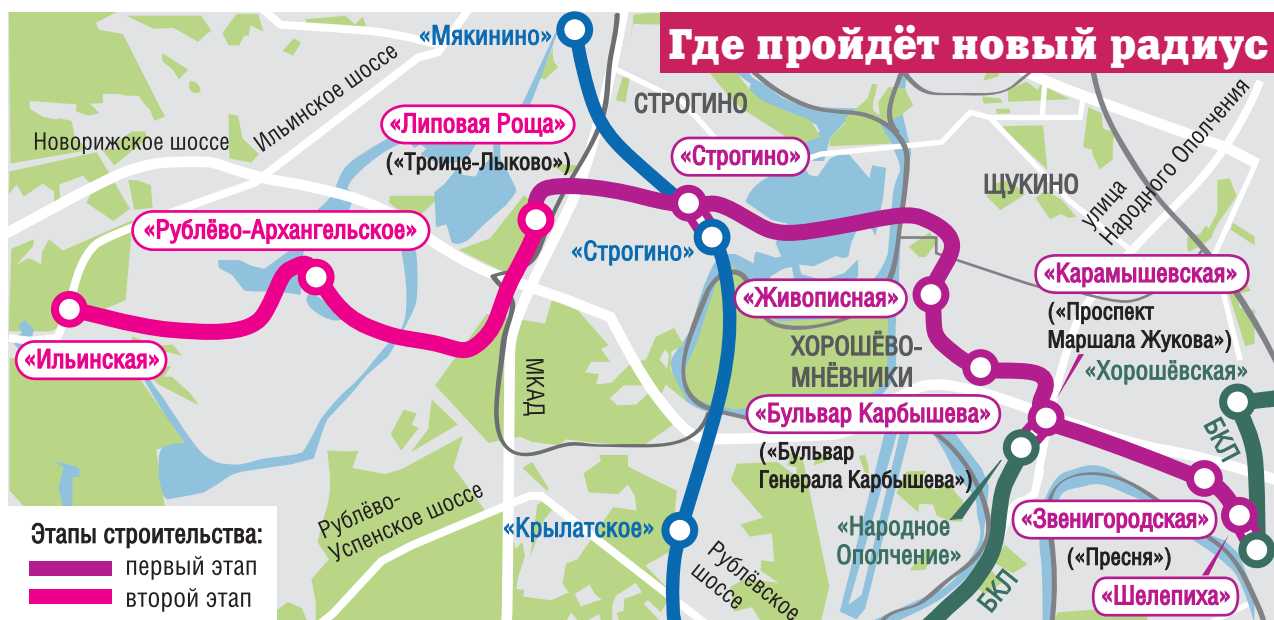 Где пройдёт новый радиус
«Мякинино»
Ильинское шоссе
СТРОГИНО
«Липовая Роща»
(«Троице-Лыково»)
Новорижское шоссе
«Строгино»
ЩУКИНО
улица
Народного Ополчения
«Рублёво-Архангельское»
«Строгино»
«Живописная»
«Карамышевская»
(«Проспект
Маршала Жукова»)
«Ильинская»
ХОРОШЁВО-
МНЁВНИКИ
«Хорошёвская»
МКАД
«Бульвар Карбышева»
(«Бульвар
Генерала Карбышева»)
БКЛ
Рублёво-
Успенское шоссе
«Крылатское»
«Народное
Ополчение»
«Звенигородская»
(«Пресня»)
«Шелепиха»
Рублёвское
шоссе
БКЛ
Этапы строительства:
первый этап
второй этап